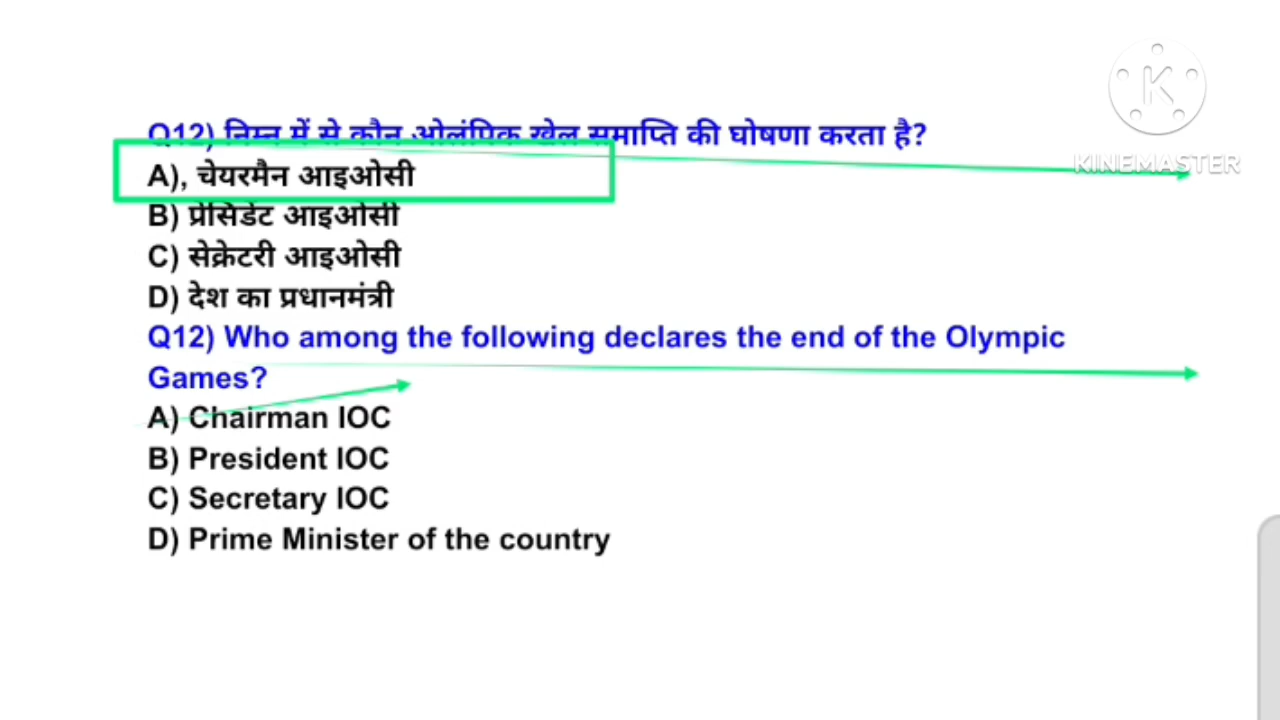 Q12) निम्न में से कौन ओलंपिक खेल समाप्ति की घोषणा करता है?
A), चेयरमैन आइओसी
B) प्रेसिडेंट आइओसी
C) सेक्रेटरी आइओसी
D) देश का प्रधानमंत्री
Q12) Who among the following declares the end of the Olympic
Games?
A) Chairman IOC
B) President IOC
C) Secretary IOC
D) Prime Minister of the country
K
KINEMASTER